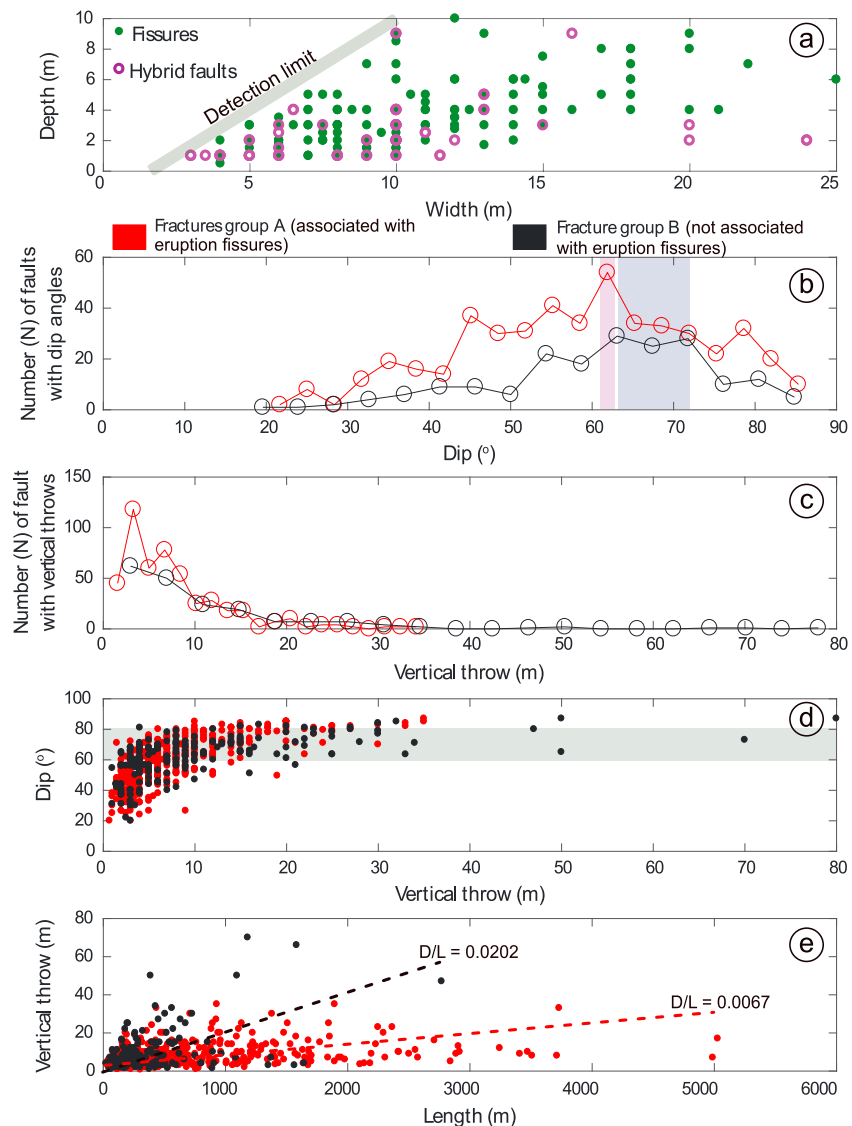 10
8
6
4
2
0
Depth (m)
Fissures
Hybrid faults
Detection limit
a
0
5
10
15
20
25
Width (m)
Fractures group A (associated with
eruption fissures)
Fracture group B (not associated
with eruption fissures)
60
40
20
0
Number (N) of faults
with dip angles
b
0
10
20
30
40
50
60
70
80
90
Dip (º)
150
100
50
0
Number (N) of fault
with vertical throws
c
0
10
20
30
40
50
60
70
80
Vertical throw (m)
100
80
60
40
20
0
Dip (º)
d
0
10
20
30
40
50
60
70
80
Vertical throw (m)
80
60
40
20
0
Vertical throw (m)
D/L = 0.0202
D/L = 0.0067
e
0
1000
2000
3000
4000
5000
6000
Length (m)